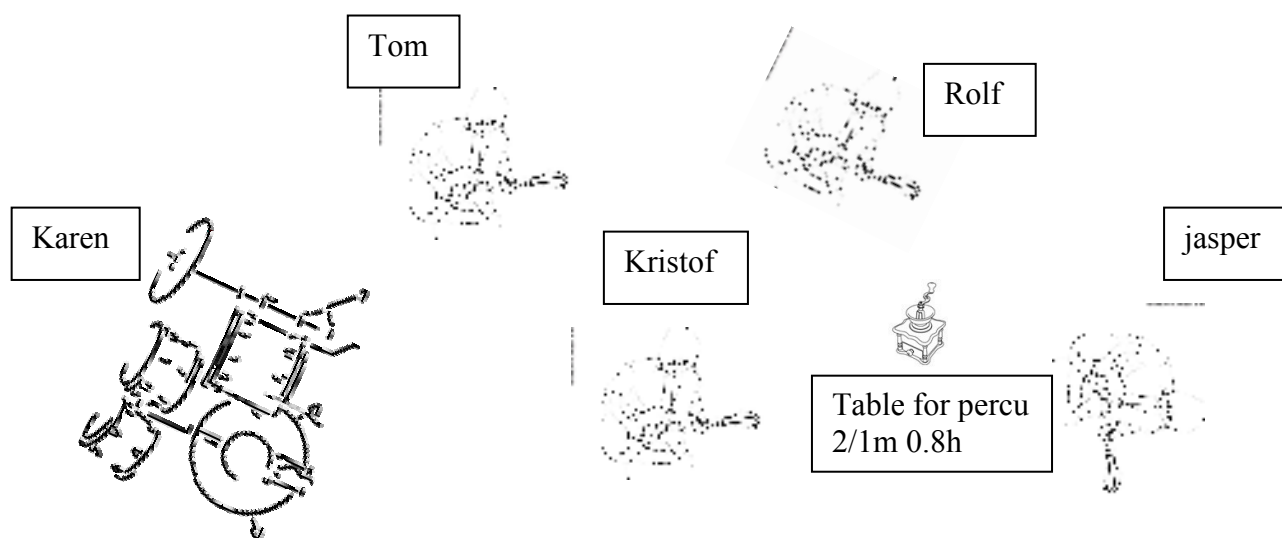 Tom
Rolf
Karen
Kristof
jasper
Table for percu
2/1m 0.8h